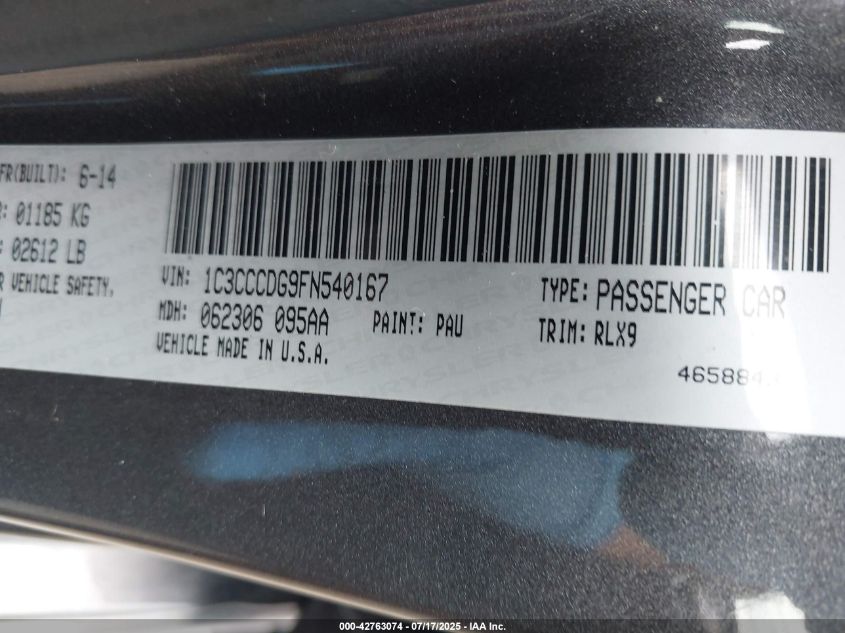 FR(BUILT): 6-14
R: 01185 KG
: 02612 LB
R VEHICLE SAFETY.
VIN: 1C3CCCDG9FN540167
TYPE: PASSENGER CAR
MDH: 062306 095AA
PAINT: PAU
TRIM: RLX9
VEHICLE MADE IN U.S.A.
000-42763074 / 07/17/2025 - IAA Inc.